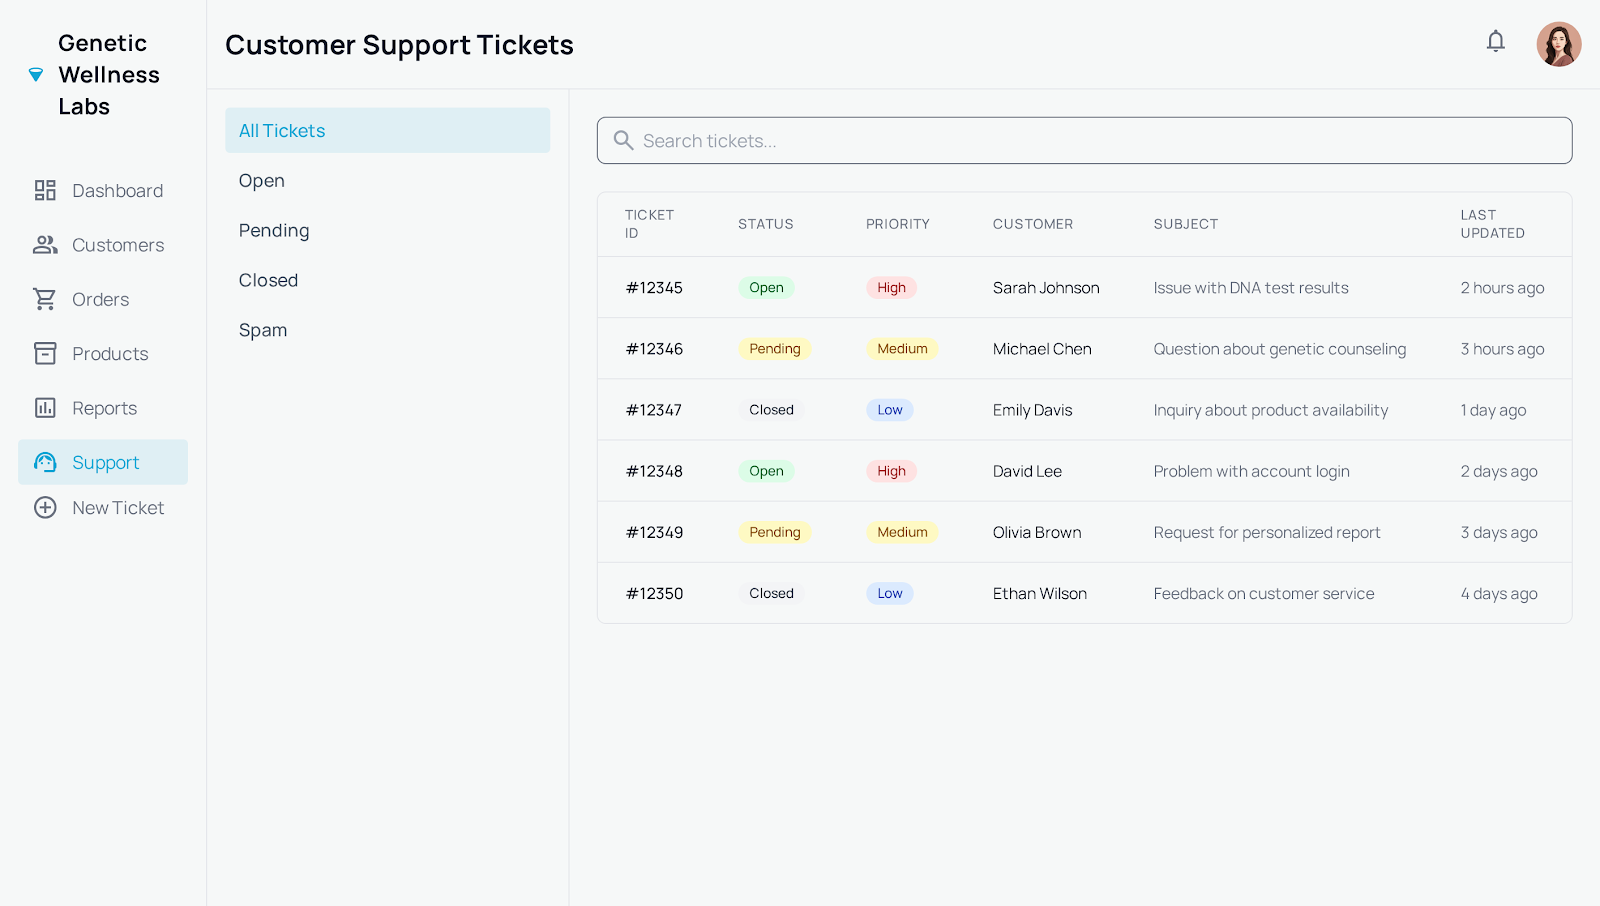 Genetic
Wellness
Labs
Dashboard
Customers
Orders
Products
Reports
Support
New Ticket
Customer Support Tickets
All Tickets
Open
Pending
Closed
Spam
Search tickets...
TICKET ID STATUS PRIORITY CUSTOMER SUBJECT LAST UPDATED
#12345 Open High Sarah Johnson Issue with DNA test results 2 hours ago
#12346 Pending Medium Michael Chen Question about genetic counseling 3 hours ago
#12347 Closed Low Emily Davis Inquiry about product availability 1 day ago
#12348 Open High David Lee Problem with account login 2 days ago
#12349 Pending Medium Olivia Brown Request for personalized report 3 days ago
#12350 Closed Low Ethan Wilson Feedback on customer service 4 days ago